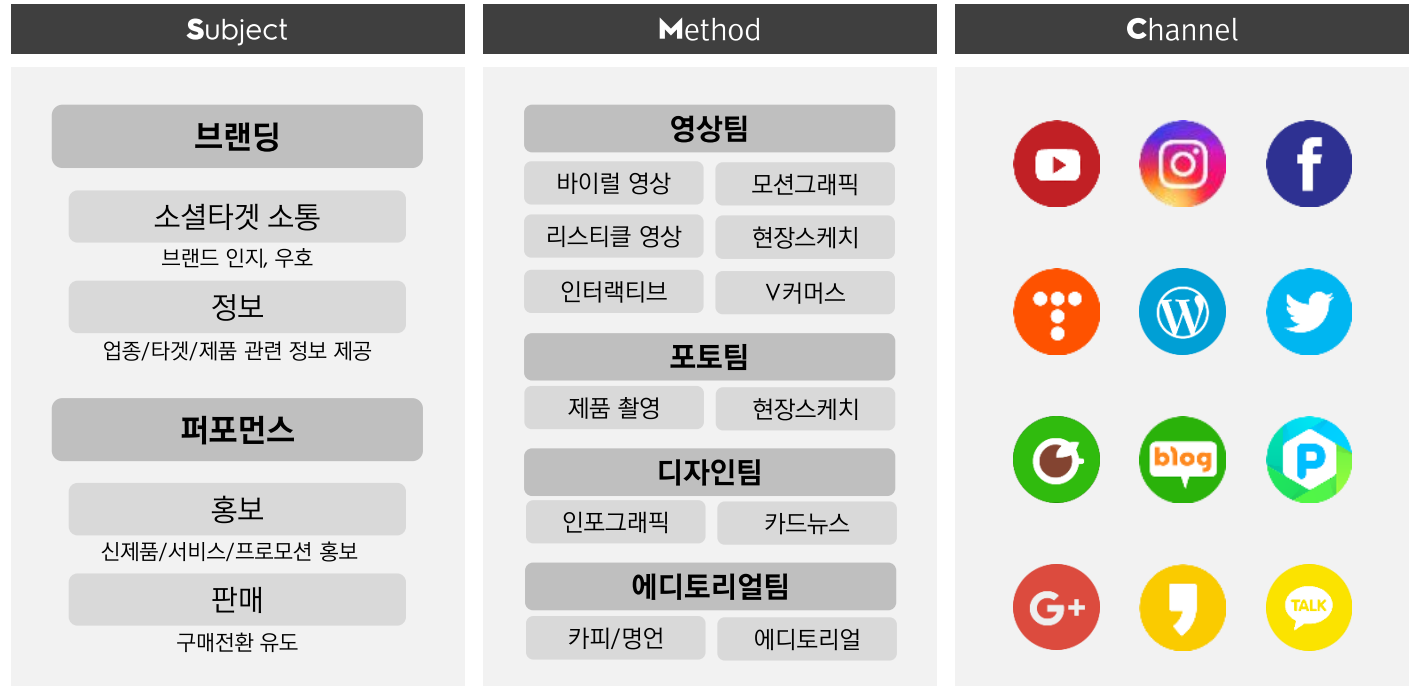 Subject
브랜딩
소셜타겟 소통
브랜드 인지, 우호
정보
업종/타겟/제품 관련 정보 제공
퍼포먼스
홍보
신제품/서비스/프로모션 홍보
판매
구매전환 유도
Method
영상팀
바이럴 영상 모션그래픽
리스티클 영상 현장스케치
인터랙티브 V커머스
포토팀
제품 촬영 현장스케치
디자인팀
인포그래픽 카드뉴스
에디토리얼팀
카피/명언 에디토리얼
Channel
f
W
blog P
G+ TALK